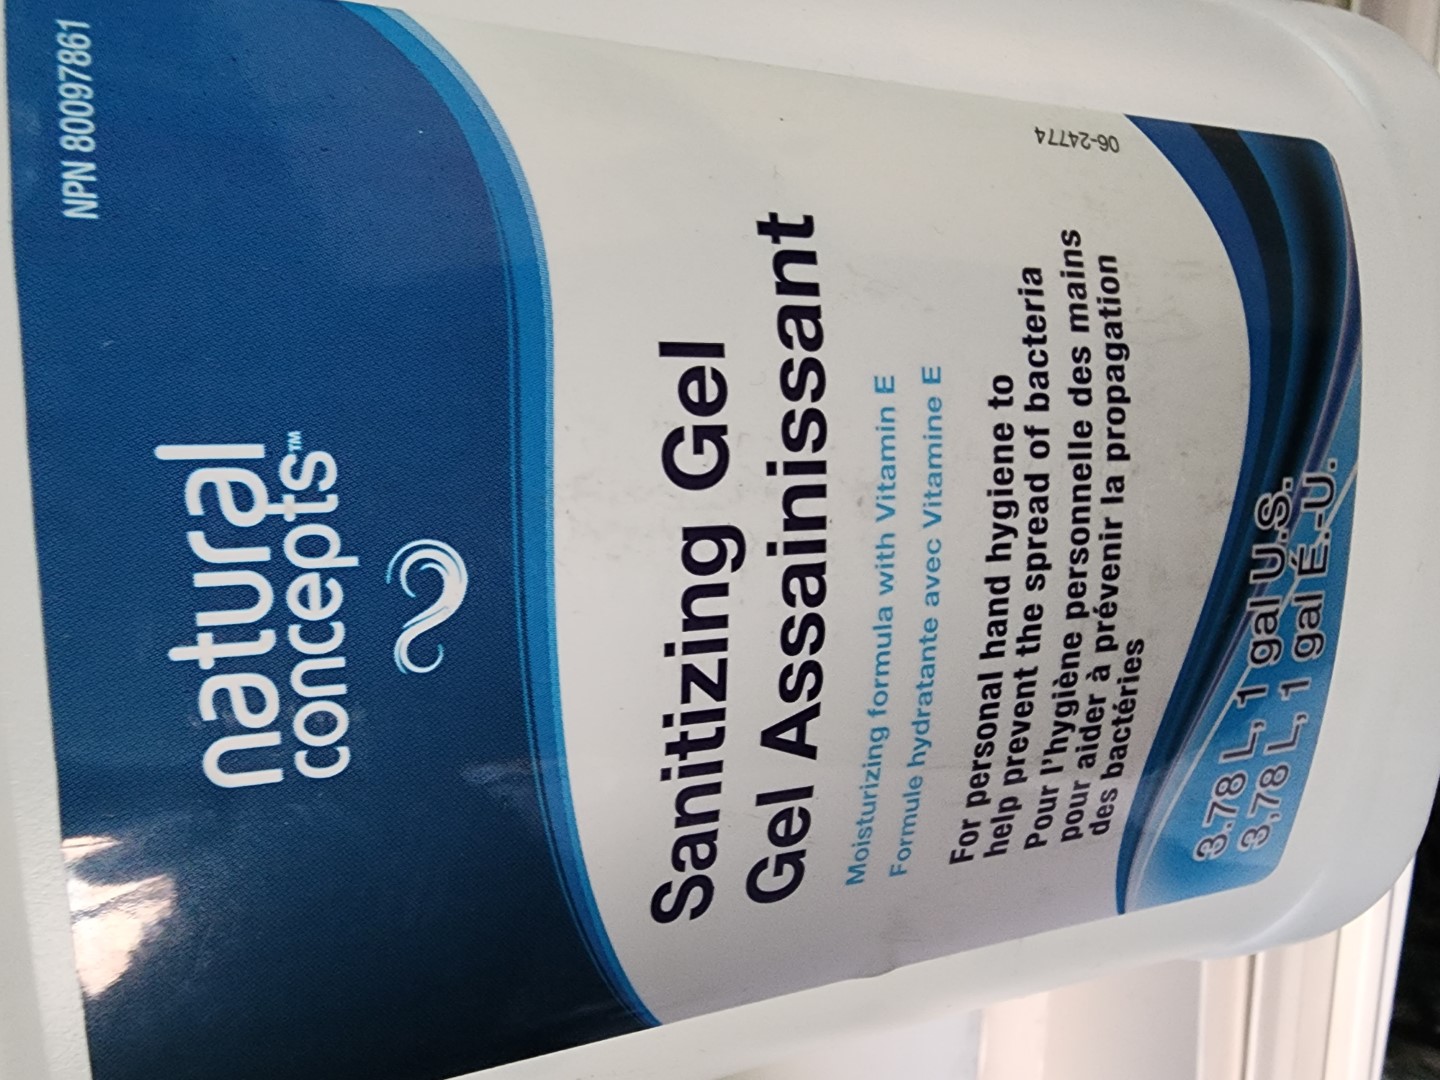 NPN 80097861
natural
concepts™
Sanitizing Gel
Gel Assainissant
Moisturizing formula with Vitamin E
Formule hydratante avec Vitamine E
For personal hand hygiene to
help prevent the spread of bacteria
Pour l'hygiène personnelle des mains
pour aider à prévenir la propagation
des bactéries
06-24774
3.78 L, 1 gal U.S.
3,78 L, 1 gal É.-U.